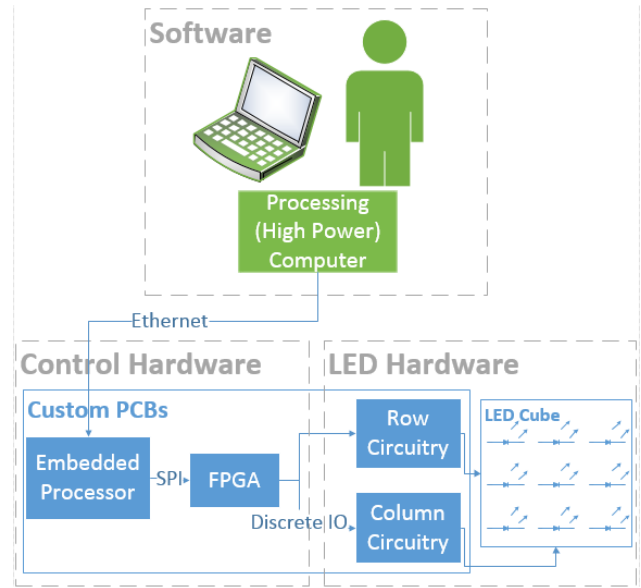 Software
Processing
(High Power)
Computer
Ethernet
Control Hardware
LED Hardware
Custom PCBs
Embedded
Processor
SPI
FPGA
Discrete IO
Row
Circuitry
Column
Circuitry
LED Cube